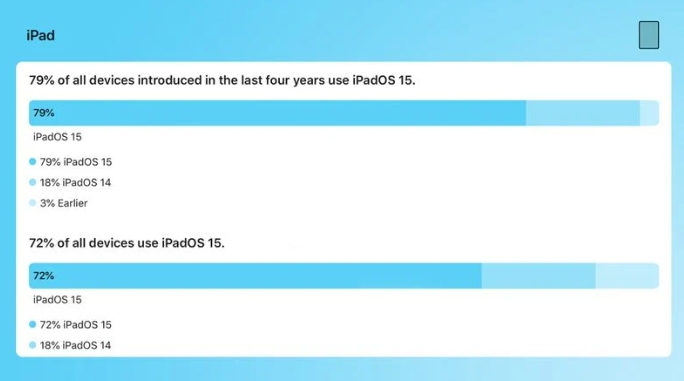 iPad
79% of all devices introduced in the last four years use iPadOS 15.
79%
iPadOS 15
79% iPadOS 15
18% iPadOS 14
3% Earlier
72% of all devices use iPadOS 15.
72%
iPadOS 15
72% iPadOS 15
18% iPadOS 14